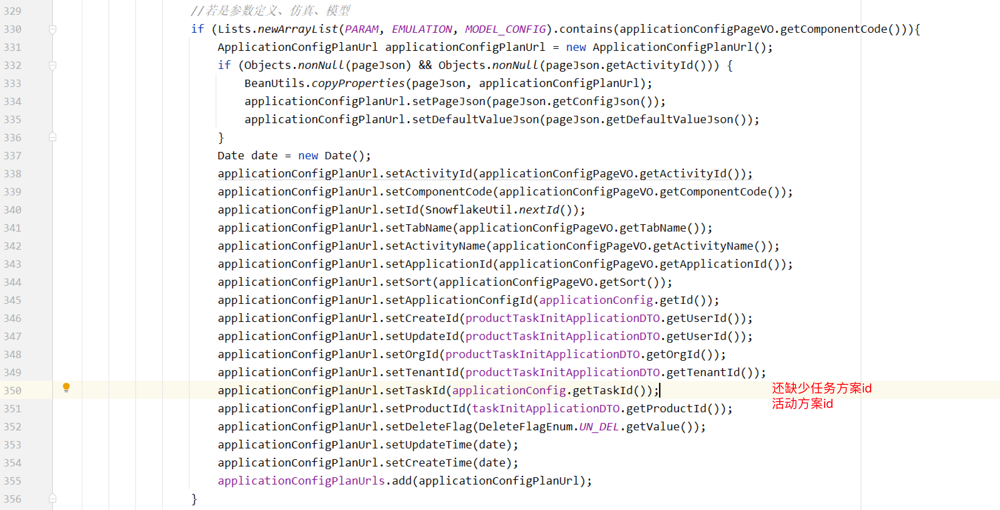 329 //若是参数定义、仿真、模型
330 if (Lists.newArrayList(PARAM, EMULATION, MODEL_CONFIG).contains(applicationConfigPageVO.getComponentCode())){
331 ApplicationConfigPlanUrl applicationConfigPlanUrl = new ApplicationConfigPlanUrl();
332 if (Objects.nonNull(pageJson) && Objects.nonNull(pageJson.getActivityId())) {
333 BeanUtils.copyProperties(pageJson, applicationConfigPlanUrl);
334 applicationConfigPlanUrl.setPageJson(pageJson.getConfigJson());
335 applicationConfigPlanUrl.setDefaultValueJson(pageJson.getDefaultValueJson());
336 }
337 Date date = new Date();
338 applicationConfigPlanUrl.setActivityId(applicationConfigPageVO.getActivityId());
339 applicationConfigPlanUrl.setComponentCode(applicationConfigPageVO.getComponentCode());
340 applicationConfigPlanUrl.setId(SnowflakeUtil.nextId());
341 applicationConfigPlanUrl.setTabName(applicationConfigPageVO.getTabName());
342 applicationConfigPlanUrl.setActivityName(applicationConfigPageVO.getActivityName());
343 applicationConfigPlanUrl.setApplicationId(applicationConfigPageVO.getApplicationId());
344 applicationConfigPlanUrl.setSort(applicationConfigPageVO.getSort());
345 applicationConfigPlanUrl.setApplicationConfigId(applicationConfig.getId());
346 applicationConfigPlanUrl.setCreateId(productTaskInitApplicationDTO.getUserId());
347 applicationConfigPlanUrl.setUpdateId(productTaskInitApplicationDTO.getUserId());
348 applicationConfigPlanUrl.setOrgId(productTaskInitApplicationDTO.getOrgId());
349 applicationConfigPlanUrl.setTenantId(productTaskInitApplicationDTO.getTenantId());
350 applicationConfigPlanUrl.setTaskId(applicationConfig.getTaskId()); 还缺少任务方案id
活动方案id
351 applicationConfigPlanUrl.setProductId(taskInitApplicationDTO.getProductId());
352 applicationConfigPlanUrl.setDeleteFlag(DeleteFlagEnum.UN_DEL.getValue());
353 applicationConfigPlanUrl.setUpdateTime(date);
354 applicationConfigPlanUrl.setCreateTime(date);
355 applicationConfigPlanUrls.add(applicationConfigPlanUrl);
356 }